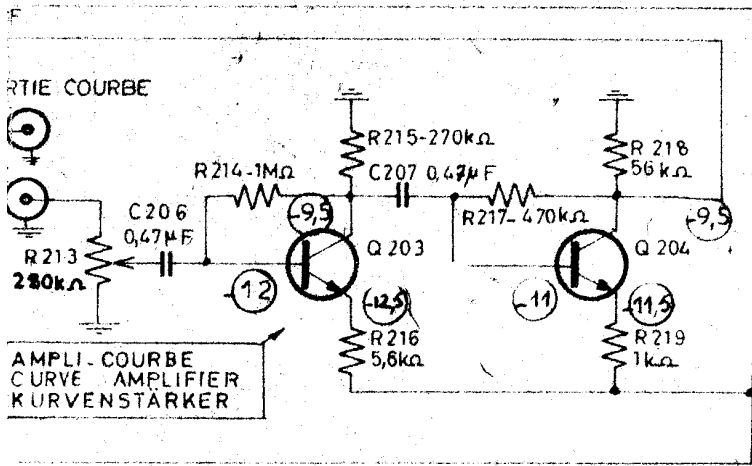 F
RTIE COURBE
R214-1MΩ
R215-270kΩ
C207 0,47µF
R 218
56 kΩ
C206
0,47µF
-9,5
R217-470kΩ
-9,5
R213
280kΩ
Q 203
Q 204
-12
-12,5
-11
-11,5
R216
5,6kΩ
R219
1kΩ
AMPLI-COURBE
CURVE AMPLIFIER
KURVENSTÄRKER